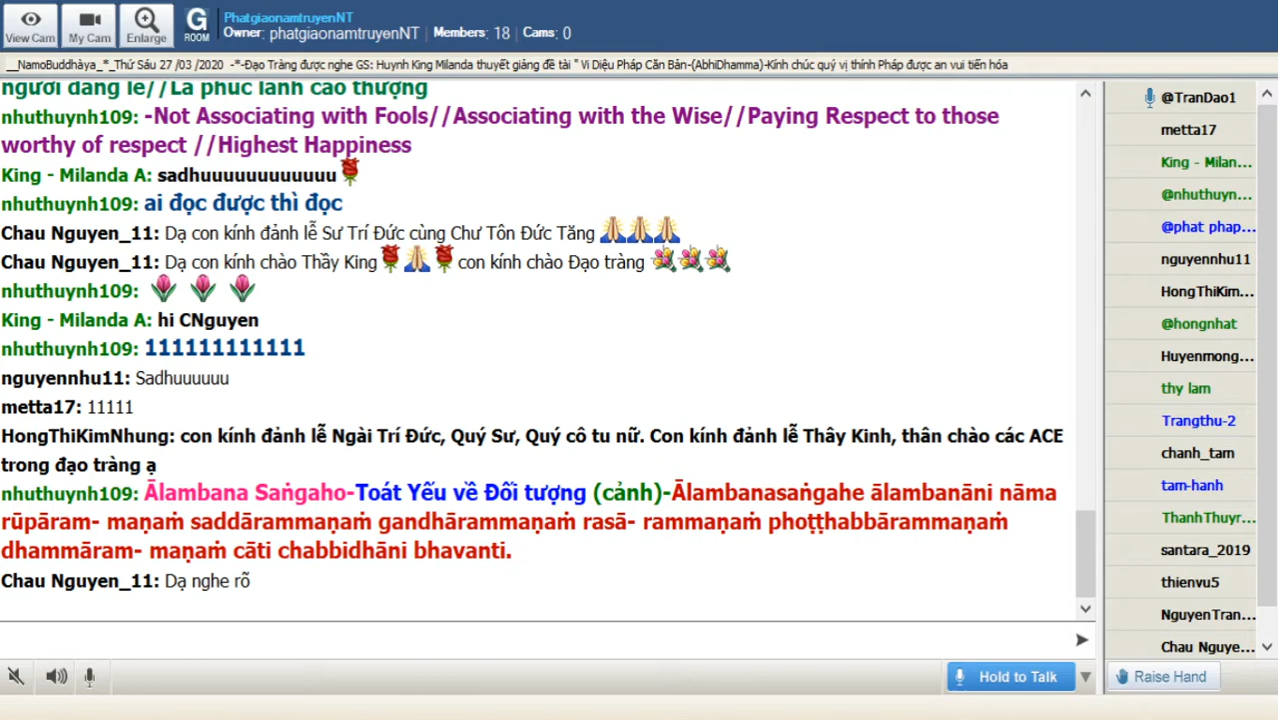 View Cam
My Cam
Enlarge
G
ROOM
PhatgiaonamtruyenNT
Owner: phatgiaonamtruyenNT | Members: 18 | Cams: 0
__NamoBuddhàya_*_Thứ Sáu 27 /03 /2020 -*-Đạo Tràng được nghe GS: Huynh King Milanda thuyết giảng đề tài " Vi Diệu Pháp Căn Bản-(AbhiDhamma)-Kính chúc quý vị thính Pháp được an vui tiến hóa
người đáng lễ//Là phúc lành cao thượng
nhuthuynh109: -Not Associating with Fools//Associating with the Wise//Paying Respect to those
worthy of respect //Highest Happiness
King - Milanda A: sadhuuuuuuuuuuuu
nhuthuynh109: ai đọc được thì đọc
Chau Nguyen_11: Dạ con kính đảnh lễ Sư Trí Đức cùng Chư Tôn Đức Tăng
Chau Nguyen_11: Dạ con kính chào Thầy King con kính chào Đạo tràng
nhuthuynh109:
King - Milanda A: hi CNguyen
nhuthuynh109: 111111111111
nguyennhu11: Sadhuuuuuu
metta17: 11111
HongThiKimNhung: con kính đảnh lễ Ngài Trí Đức, Quý Sư, Quý cô tu nữ. Con kính đảnh lễ Thây Kinh, thân chào các ACE
trong đạo tràng ạ
nhuthuynh109: Ālambana Saṅgaho-Toát Yếu về Đối tượng (cảnh)-Ālambanasaṅgahe ālambanāni nāma
rūpāram- maṇaṁ saddārammaṇaṁ gandhārammaṇaṁ rasā- rammaṇaṁ phoṭṭhabbārammaṇaṁ
dhammāram- maṇaṁ cāti chabbidhāni bhavanti.
Chau Nguyen_11: Dạ nghe rõ
@TranDao1
metta17
King - Milan...
@nhuthuyn...
@phat phap...
nguyennhu11
HongThiKim...
@hongnhat
Huyenmong...
thy lam
Trangthu-2
chanh_tam
tam-hanh
ThanhThuyr...
santara_2019
thienvu5
NguyenTran...
Chau Nguye...
Hold to Talk
Raise Hand